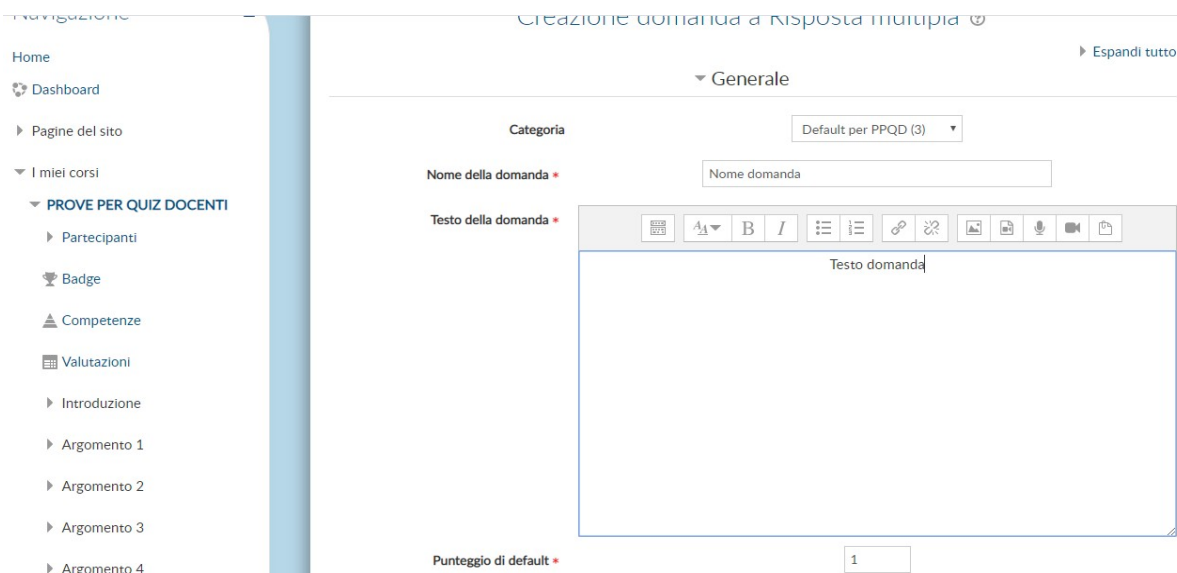 Navigazione
Home
Dashboard
Pagine del sito
I miei corsi
PROVE PER QUIZ DOCENTI
Partecipanti
Badge
Competenze
Valutazioni
Introduzione
Argomento 1
Argomento 2
Argomento 3
Argomento 4
Creazione domanda a Risposta multipla
Espandi tutto
Generale
Categoria
Default per PPQD (3)
Nome della domanda *
Nome domanda
Testo della domanda *
B I
Testo domanda
Punteggio di default *
1